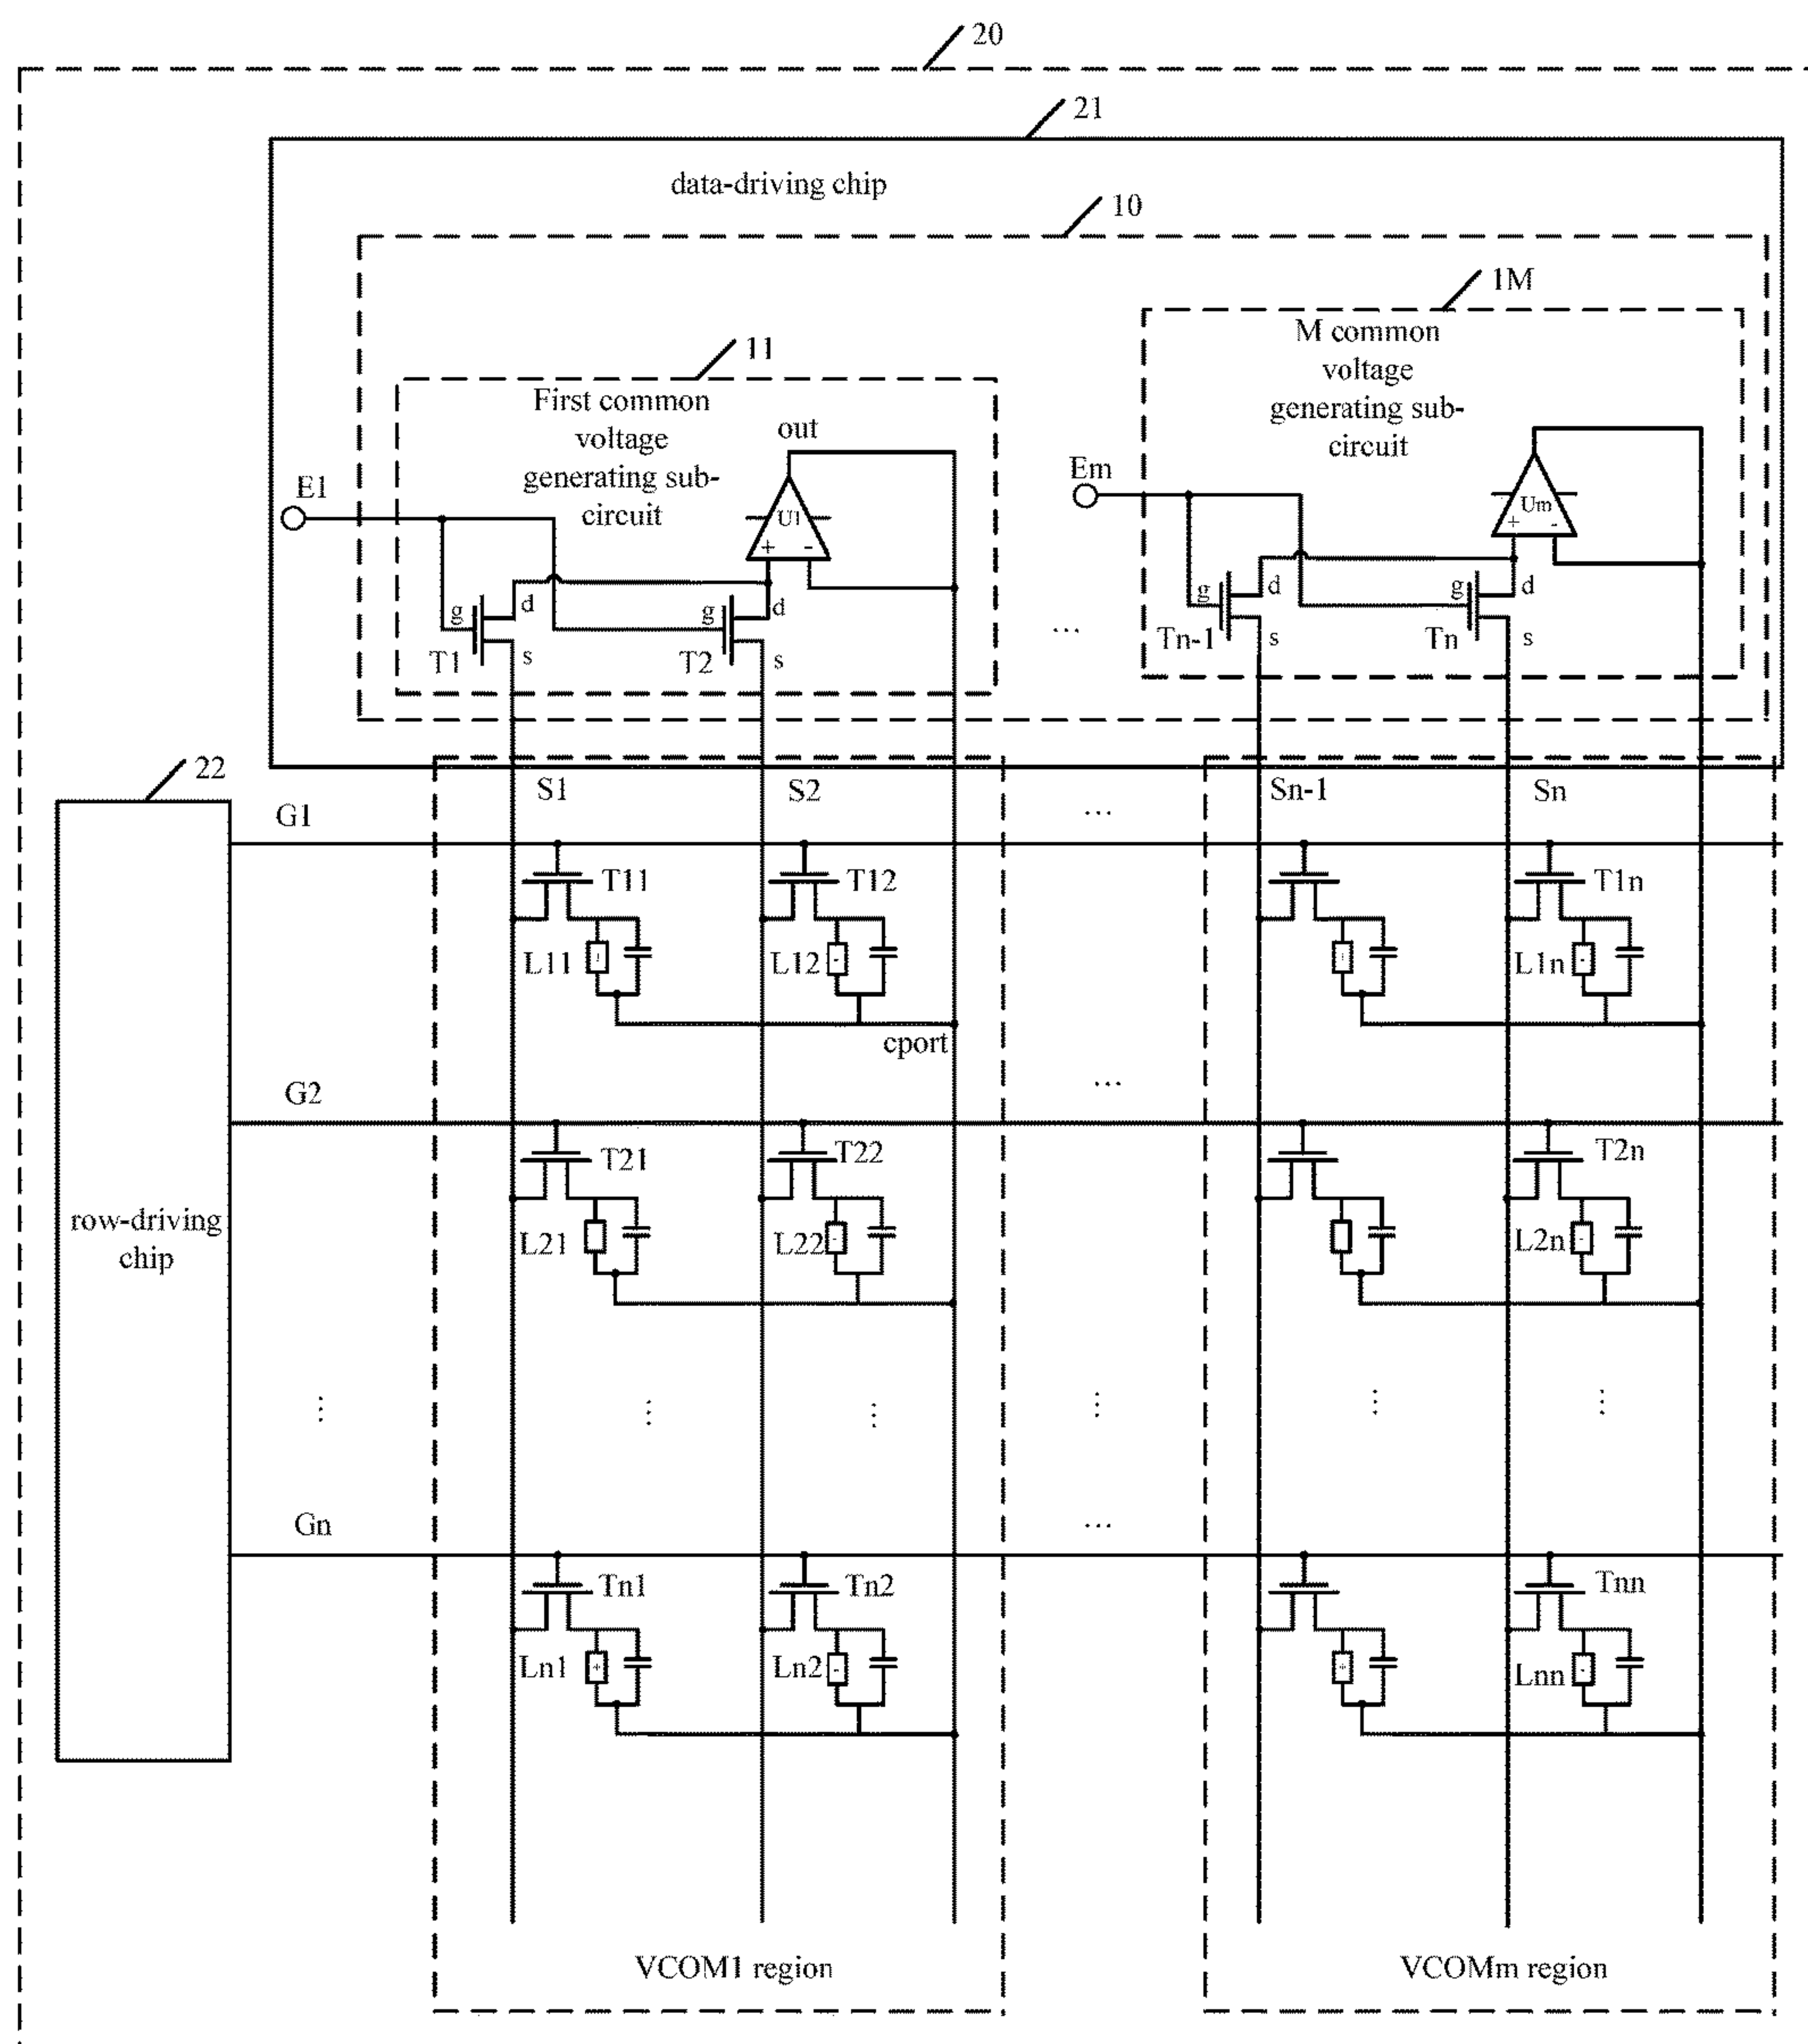 20
21
data-driving chip
10
1M
M common
voltage
generating sub-
circuit
11
First common
voltage
generating sub-
circuit
out
E1
Em
U1
+ -
Um
+ -
g d s T1
g d s T2
...
g d s Tn-1
g d s Tn
22
S1 S2 Sn-1 Sn
G1 ...
T11 T12 T1n
L11 + L12 - + L1n -
cport
G2 ...
T21 T22 T2n
row-driving
chip
L21 L22 - L2n -
... ... ... ... ... ...
Gn ...
Tn1 Tn2 Tnn
Ln1 + Ln2 - + Lnn -
VCOM1 region VCOMm region